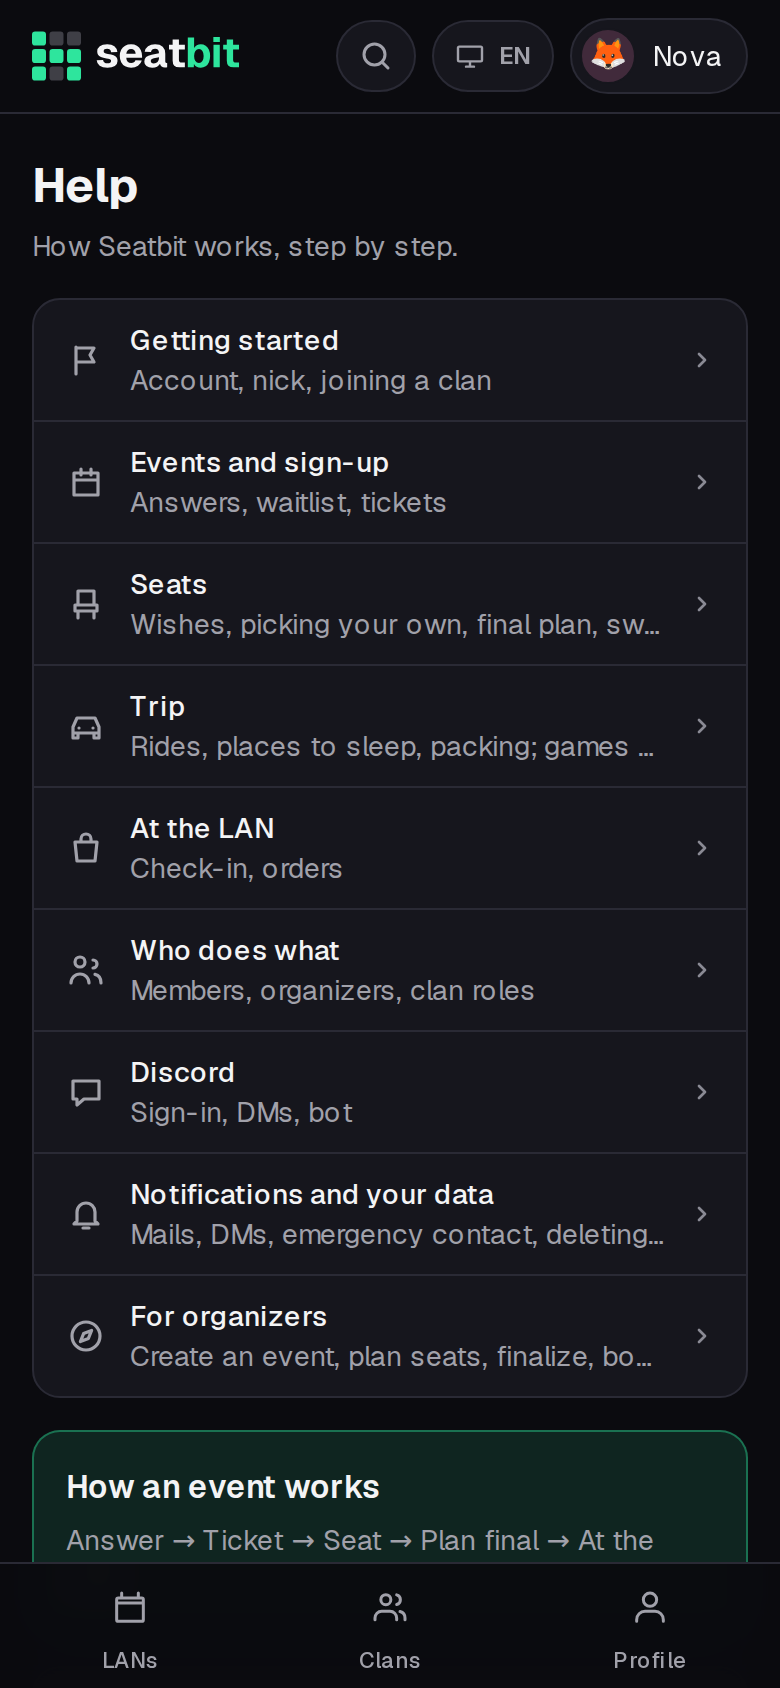 seatbit
EN
Nova
Help
How Seatbit works, step by step.
Getting started
Account, nick, joining a clan
Events and sign-up
Answers, waitlist, tickets
Seats
Wishes, picking your own, final plan, sw…
Trip
Rides, places to sleep, packing; games …
At the LAN
Check-in, orders
Who does what
Members, organizers, clan roles
Discord
Sign-in, DMs, bot
Notifications and your data
Mails, DMs, emergency contact, deleting…
For organizers
Create an event, plan seats, finalize, bo…
How an event works
Answer → Ticket → Seat → Plan final → At the
LANs
Clans
Profile